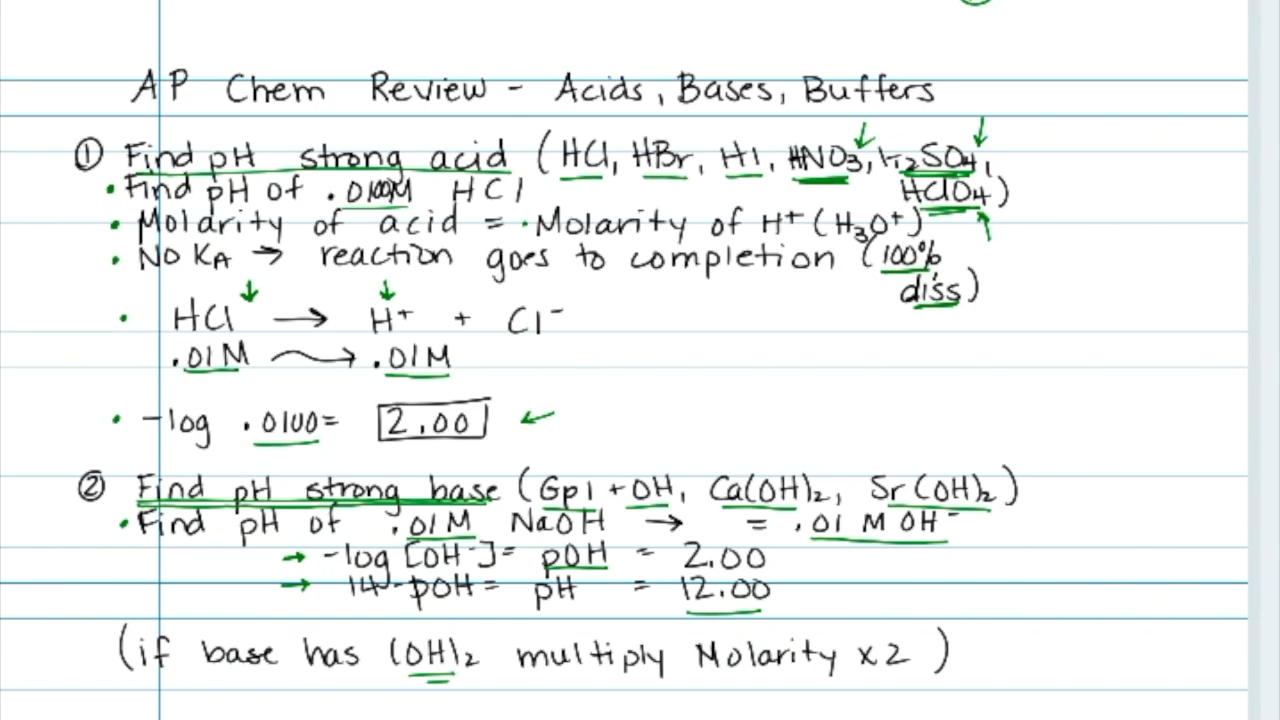 AP Chem Review - Acids, Bases, Buffers
① Find pH strong acid (HCl, HBr, HI, HNO3, H2SO4,
HClO4)
• Find pH of .0100M HCl
• Molarity of acid = Molarity of H+ (H3O+)
• No KA → reaction goes to completion (100%
diss)
• HCl → H+ + Cl-
.01M → .01M
• -log .0100 = 2.00 ←
② Find pH strong base (Gp1 + OH, Ca(OH)2, Sr(OH)2)
• Find pH of .01M NaOH → = .01 M OH-
→ -log [OH-] = pOH = 2.00
→ 14 - pOH = pH = 12.00
(if base has (OH)2 multiply Molarity x2)